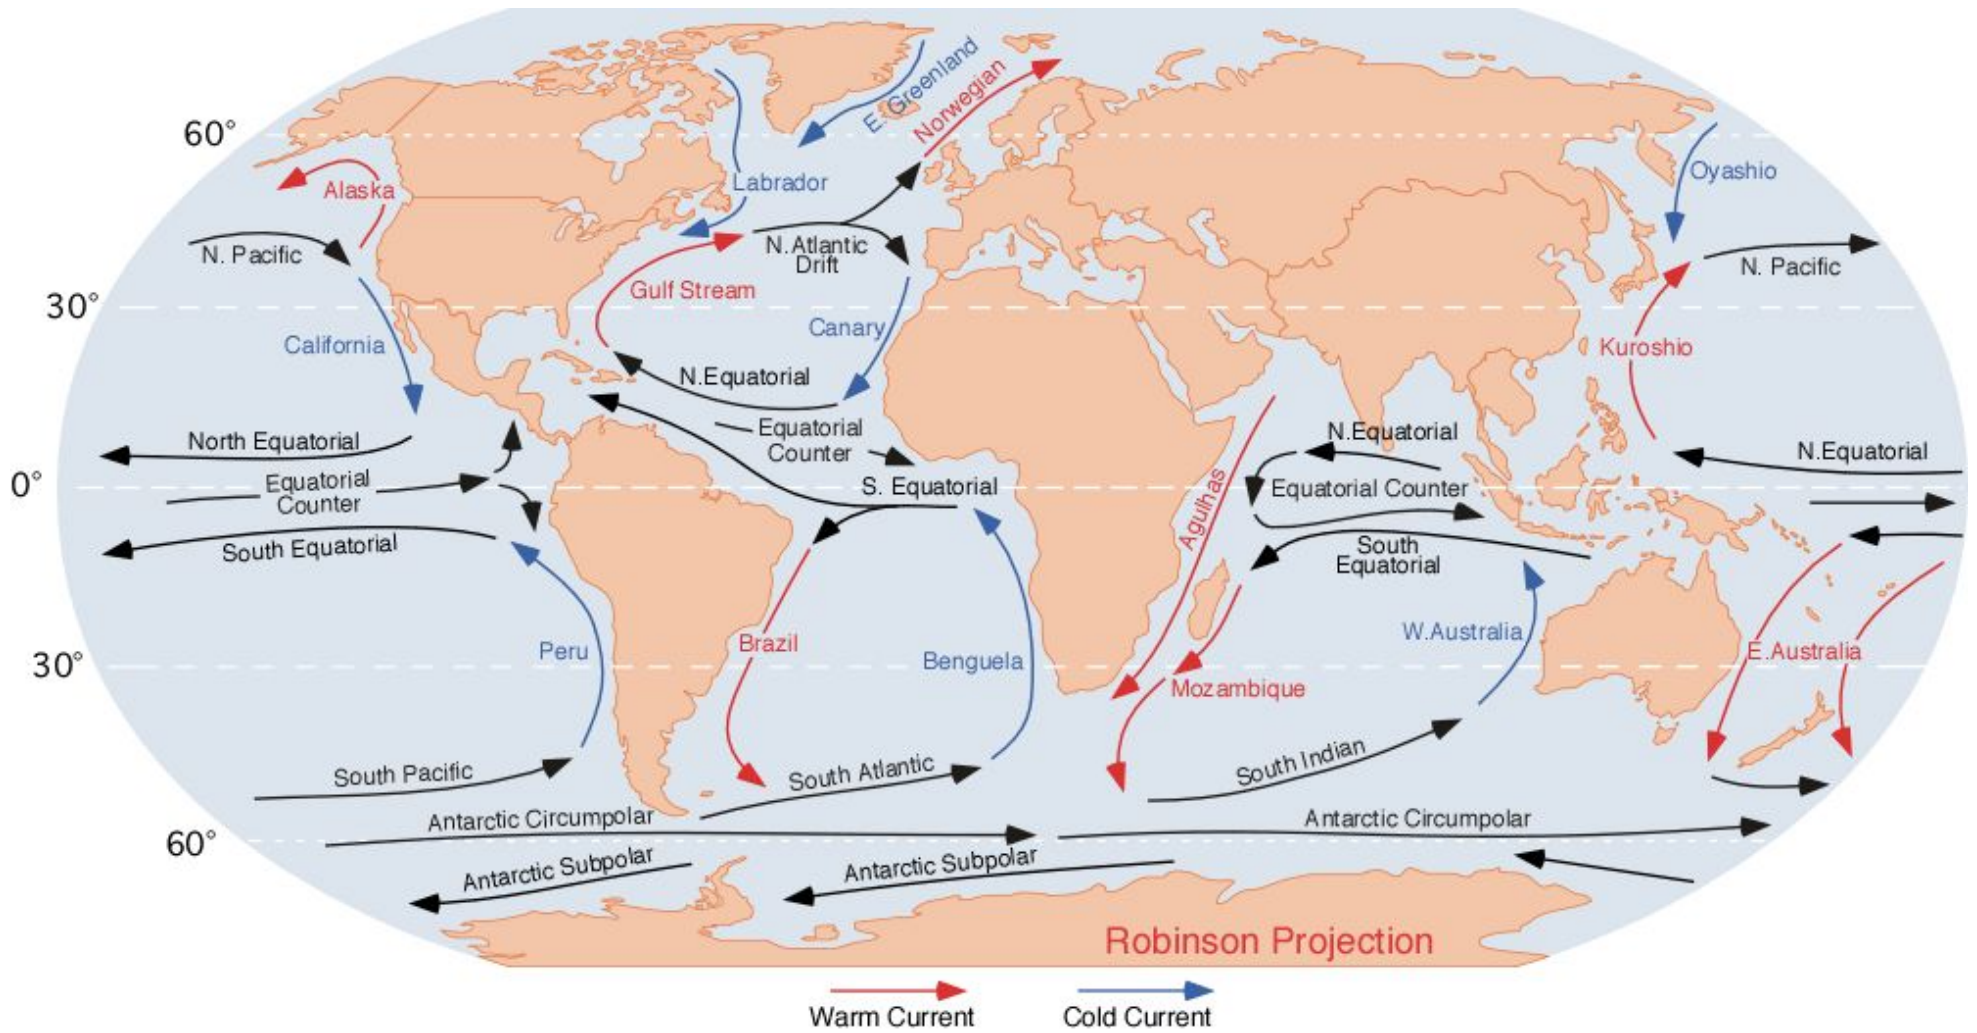 E. Greenland
Norwegian
60°
Labrador
Oyashio
Alaska
N. Pacific
N.Atlantic
Drift
N. Pacific
Gulf Stream
30°
Canary
California
Kuroshio
N.Equatorial
North Equatorial
Equatorial
Counter
N.Equatorial
N.Equatorial
0°
Equatorial
Counter
S. Equatorial
Equatorial Counter
Agulhas
South Equatorial
South
Equatorial
Peru
Brazil
Benguela
W.Australia
E.Australia
30°
Mozambique
South Pacific
South Atlantic
South Indian
Antarctic Circumpolar
Antarctic Circumpolar
60°
Antarctic Subpolar
Antarctic Subpolar
Robinson Projection
Warm Current
Cold Current